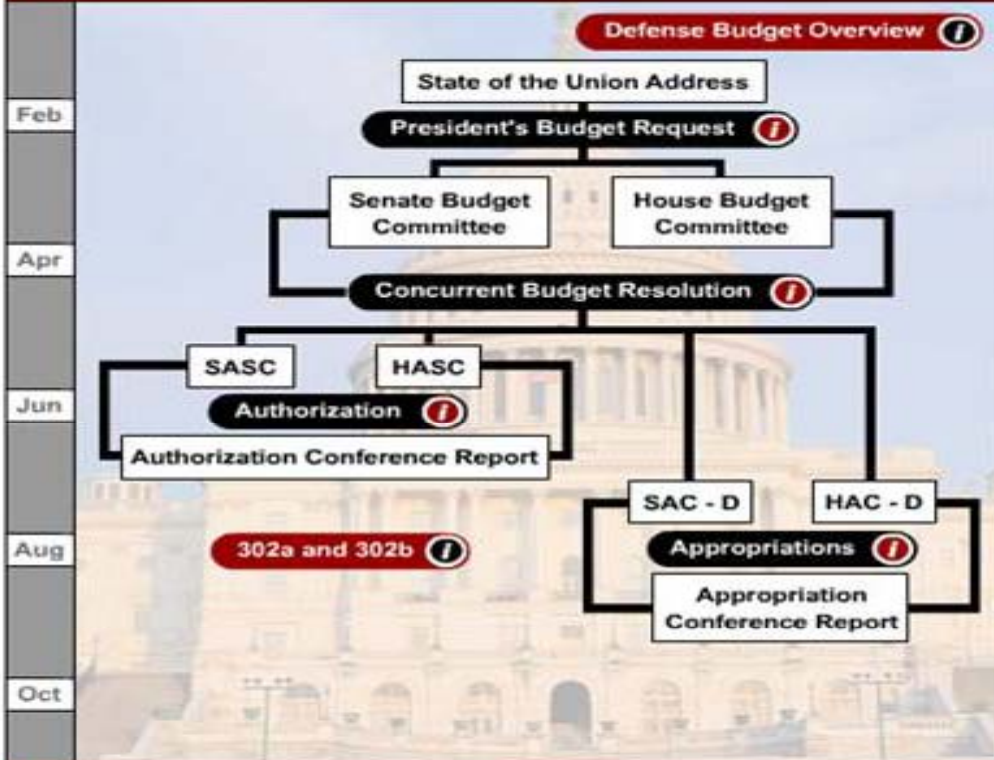 Defense Budget Overview i
State of the Union Address
Feb
President's Budget Request i
Senate Budget
Committee
House Budget
Committee
Apr
Concurrent Budget Resolution i
SASC
HASC
Jun
Authorization i
Authorization Conference Report
SAC - D
HAC - D
Aug
302a and 302b i
Appropriations i
Appropriation
Conference Report
Oct